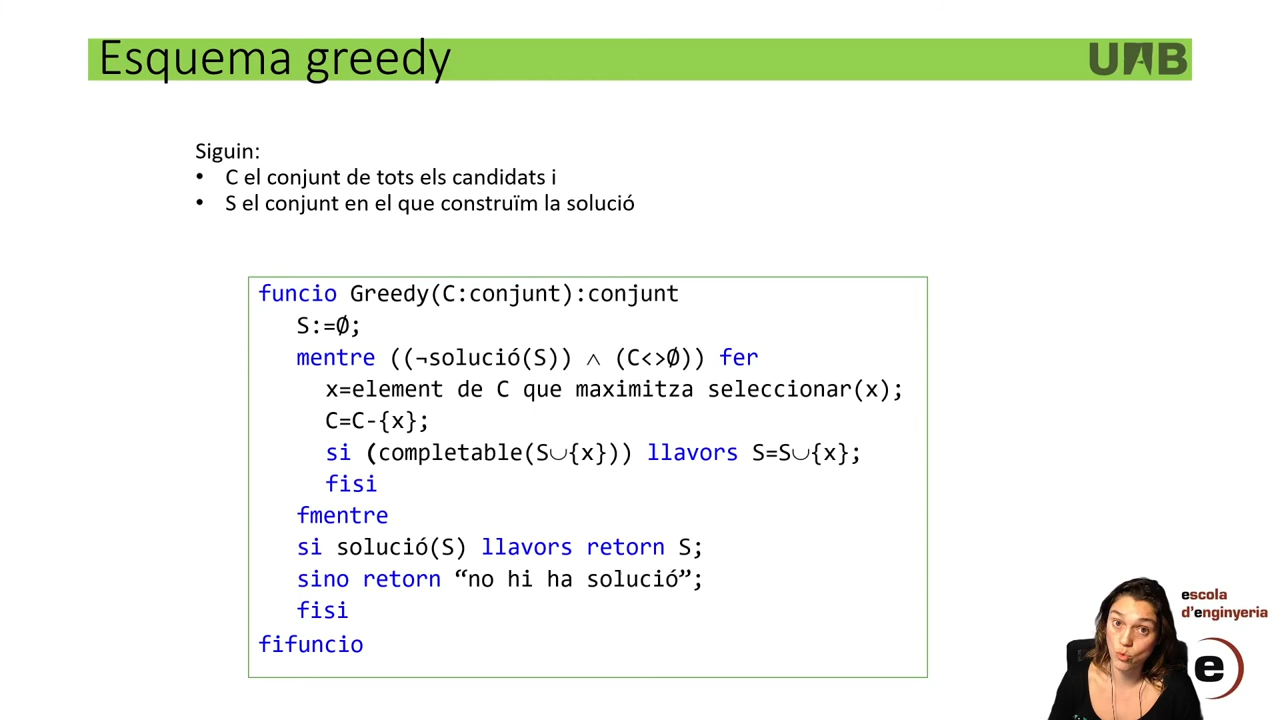 Esquema greedy
UAB
Siguin:
• C el conjunt de tots els candidats i
• S el conjunt en el que construïm la solució
funcio Greedy(C:conjunt):conjunt
S:=Ø;
mentre ((¬solució(S)) ∧ (C<>Ø)) fer
x=element de C que maximitza seleccionar(x);
C=C-{x};
si (completable(S∪{x})) llavors S=S∪{x};
fisi
fmentre
si solució(S) llavors retorn S;
sino retorn “no hi ha solució”;
fisi
fifuncio
escola
d'enginyeria
e